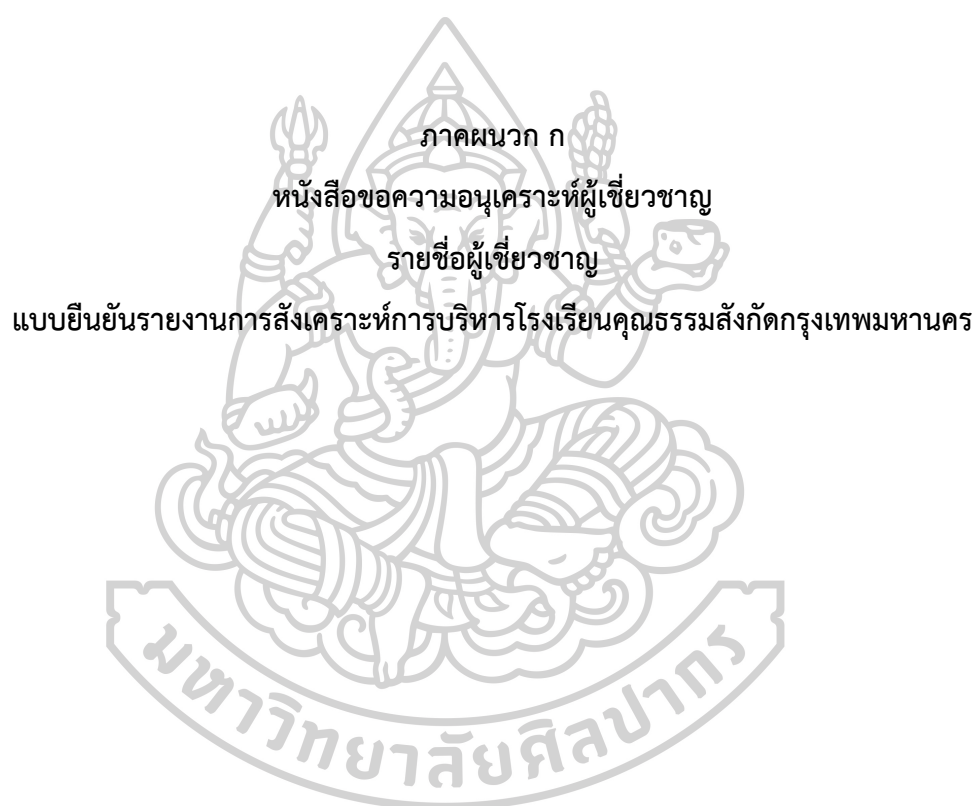 ภาคผนวก ก
หนังสือขอความอนุเคราะห์ผู้เชี่ยวชาญ
รายชื่อผู้เชี่ยวชาญ
แบบยืนยันรายงานการสังเคราะห์การบริหารโรงเรียนคุณธรรมสังกัดกรุงเทพมหานคร
มหาวิทยาลัยศิลปากร